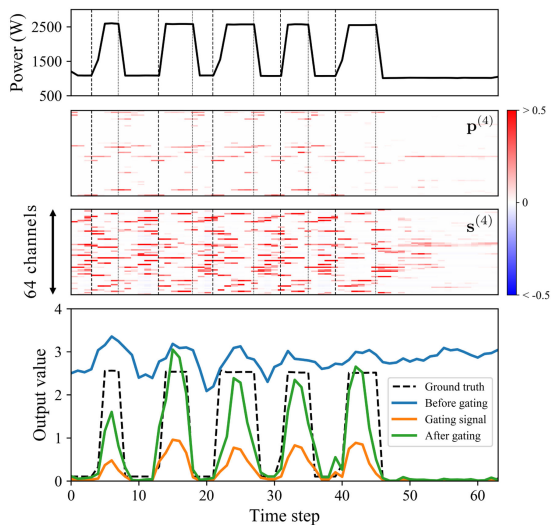 Power (W)
2500
1500
500
p(4)
> 0.5
s(4)
0
64 channels
< -0.5
Output value
4
3
2
1
0
Ground truth
Before gating
Gating signal
After gating
0 10 20 30 40 50 60
Time step